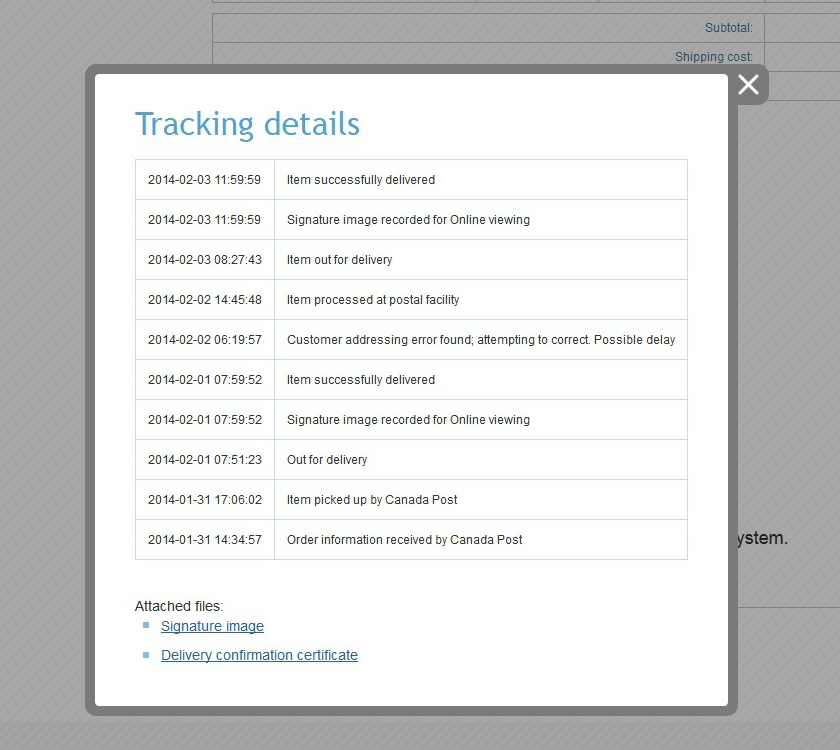 Subtotal:
Shipping cost:
Tracking details
2014-02-03 11:59:59 Item successfully delivered
2014-02-03 11:59:59 Signature image recorded for Online viewing
2014-02-03 08:27:43 Item out for delivery
2014-02-02 14:45:48 Item processed at postal facility
2014-02-02 06:19:57 Customer addressing error found; attempting to correct. Possible delay
2014-02-01 07:59:52 Item successfully delivered
2014-02-01 07:59:52 Signature image recorded for Online viewing
2014-02-01 07:51:23 Out for delivery
2014-01-31 17:06:02 Item picked up by Canada Post
2014-01-31 14:34:57 Order information received by Canada Post
ystem.
Attached files:
Signature image
Delivery confirmation certificate